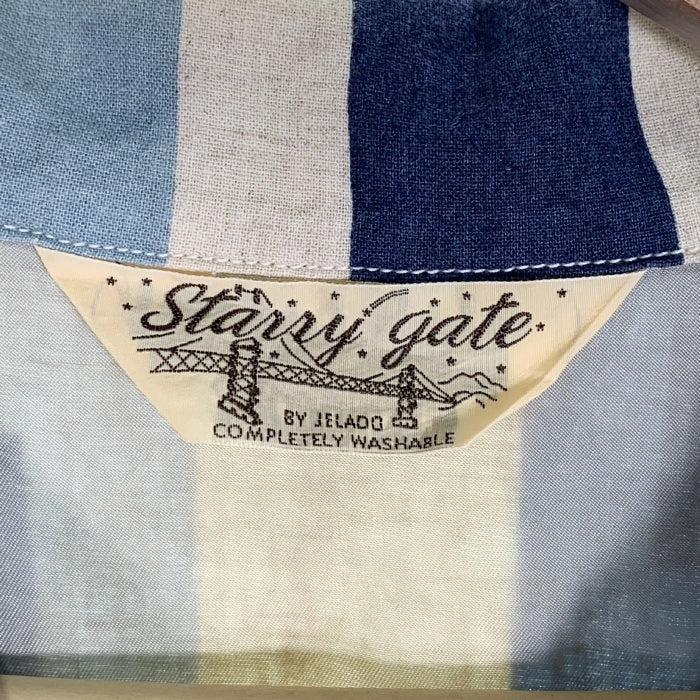 Starry gate
BY JELADO
COMPLETELY WASHABLE